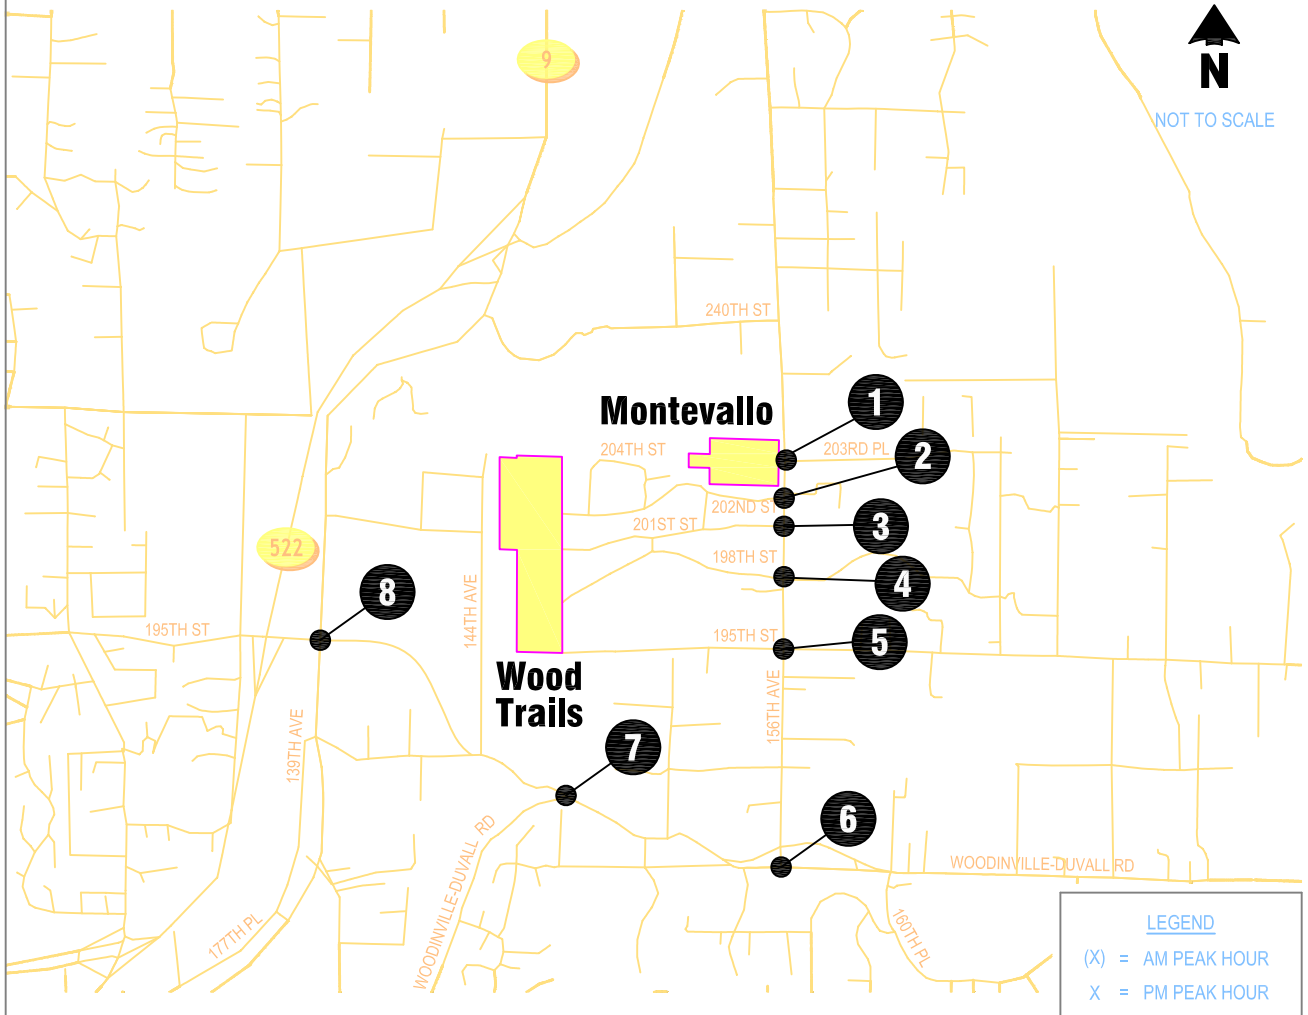 9
N
NOT TO SCALE
240TH ST
1
Montevallo
204TH ST
203RD PL
2
202ND ST
201ST ST
3
522
198TH ST
4
8
144TH AVE
195TH ST
195TH ST
5
Wood
Trails
156TH AVE
139TH AVE
7
6
WOODINVILLE-DUVALL RD
WOODINVILLE-DUVALL RD
177TH PL
160TH PL
LEGEND
(X) = AM PEAK HOUR
X = PM PEAK HOUR